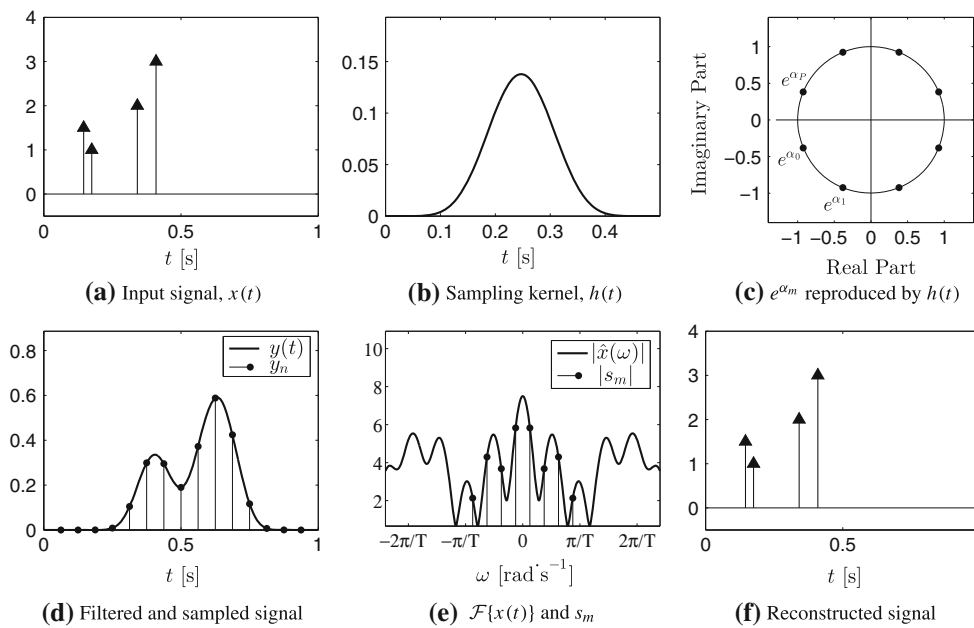 4
3
2
1
0
0
0.5
1
t [s]
(a) Input signal, x(t)
0.15
0.1
0.05
0
0
0.1
0.2
0.3
0.4
t [s]
(b) Sampling kernel, h(t)
Imaginary Part
1
0.5
0
−0.5
−1
e^{α_P}
e^{α_0}
e^{α_1}
−1
−0.5
0
0.5
1
Real Part
(c) e^{α_m} reproduced by h(t)
0.8
0.6
0.4
0.2
0
y(t)
y_n
0
0.5
1
t [s]
(d) Filtered and sampled signal
10
8
6
4
2
|x̂(ω)|
|s_m|
−2π/T
−π/T
0
π/T
2π/T
ω [rad·s^{−1}]
(e) F{x(t)} and s_m
4
3
2
1
0
0
0.5
1
t [s]
(f) Reconstructed signal